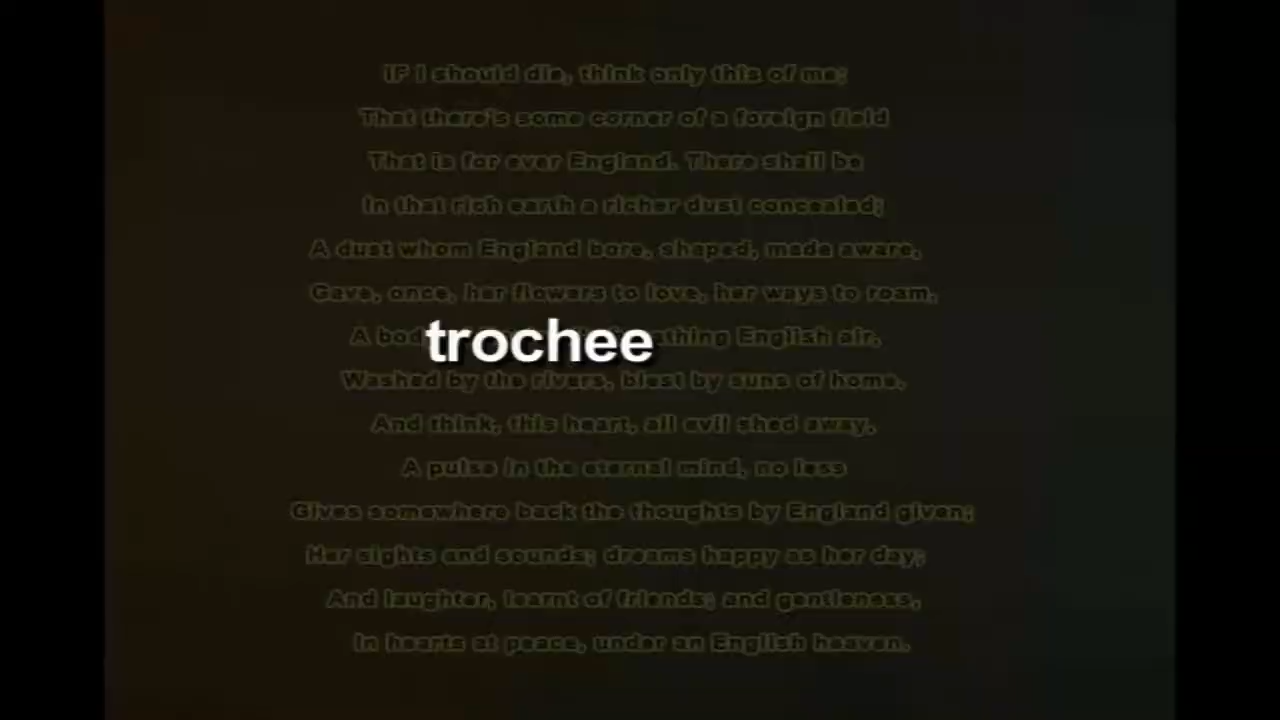 IF I should die, think only this of me:
That there's some corner of a foreign field
That is for ever England. There shall be
In that rich earth a richer dust concealed;
A dust whom England bore, shaped, made aware,
Gave, once, her flowers to love, her ways to roam,
A bod thing English air,
trochee
Washed by the rivers, blest by suns of home.
And think, this heart, all evil shed away,
A pulse in the eternal mind, no less
Gives somewhere back the thoughts by England given;
Her sights and sounds; dreams happy as her day;
And laughter, learnt of friends; and gentleness,
In hearts at peace, under an English heaven.